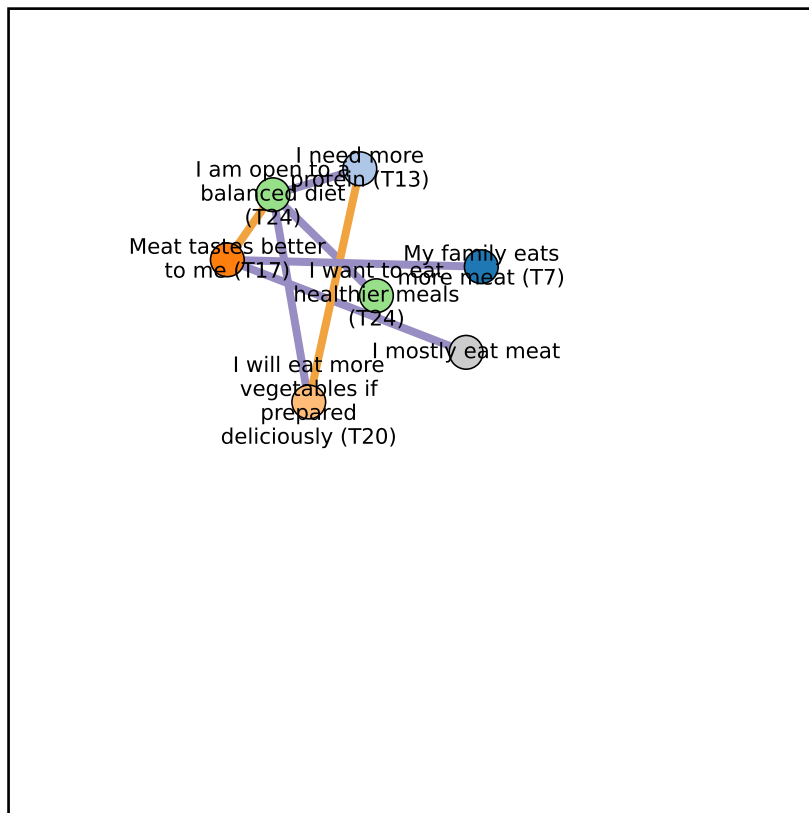 I need more
protein (T13)
I am open to a
balanced diet
(T24)
Meat tastes better
to me (T17)
My family eats
more meat (T7)
I want to eat
healthier meals
(T24)
I mostly eat meat
I will eat more
vegetables if
prepared
deliciously (T20)